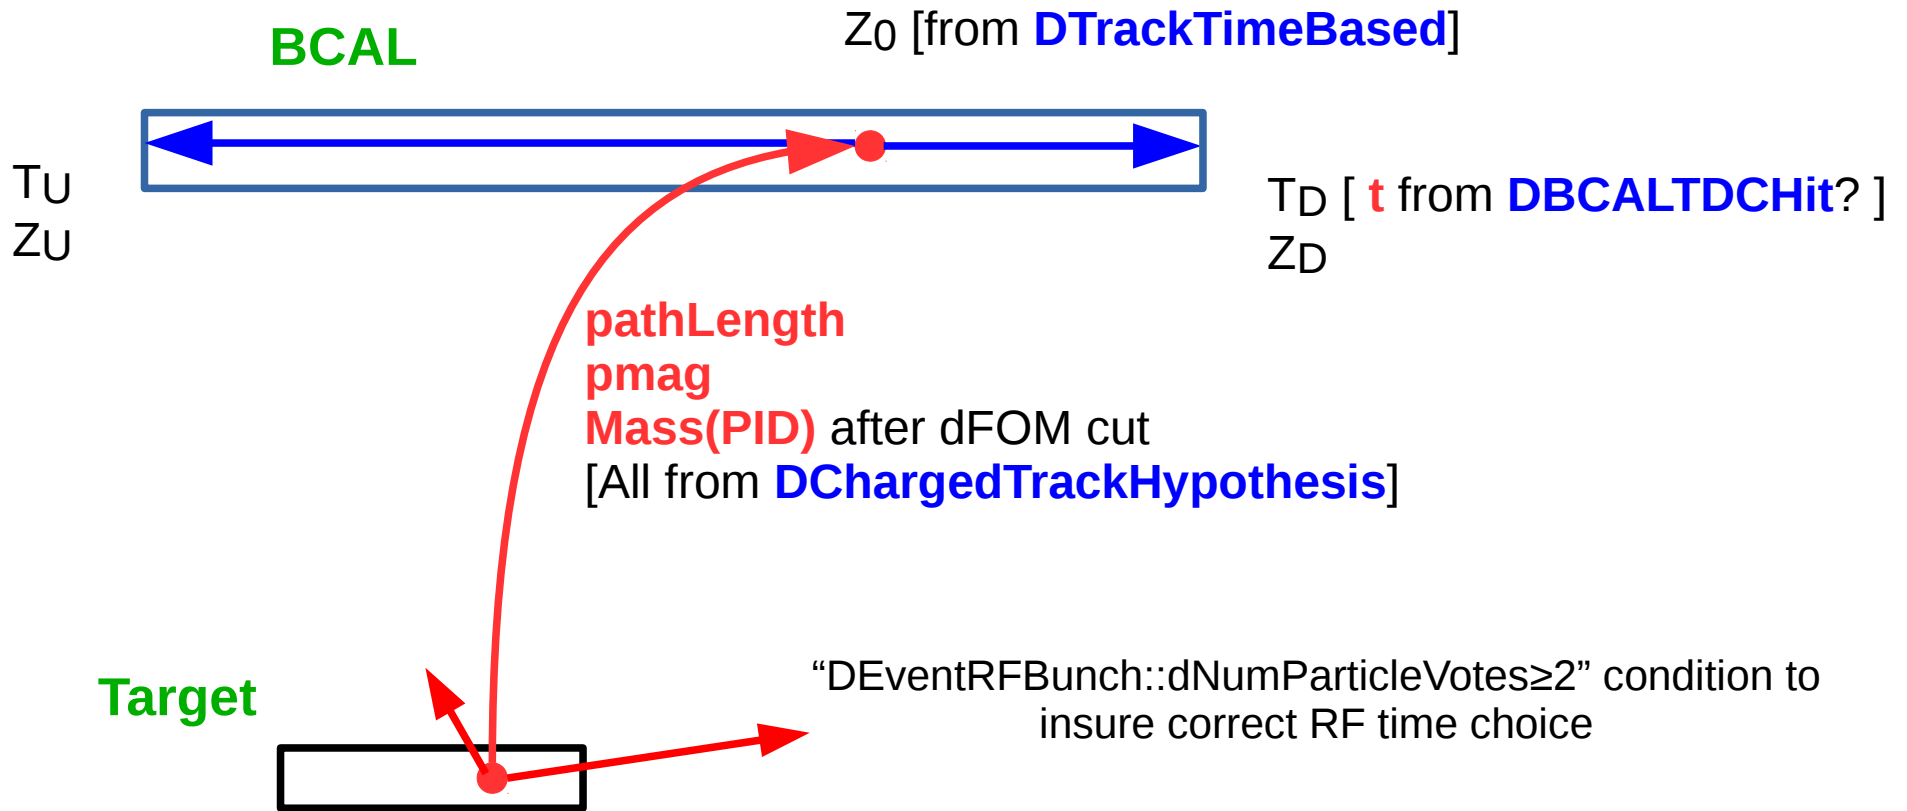 BCAL
Z0 [from DTrackTimeBased]
TU
ZU
TD [ t from DBCALTDCHit? ]
ZD
pathLength
pmag
Mass(PID) after dFOM cut
[All from DChargedTrackHypothesis]
Target
“DEventRFBunch::dNumParticleVotes≥2” condition to
insure correct RF time choice